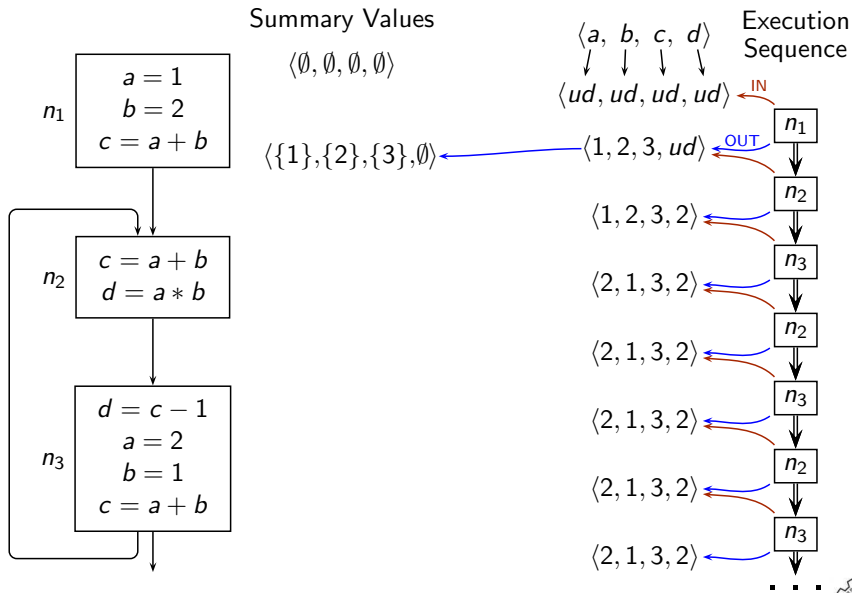 Summary Values
⟨a, b, c, d⟩
Execution
Sequence
⟨∅, ∅, ∅, ∅⟩
⟨ud, ud, ud, ud⟩
IN
n₁
a = 1
b = 2
c = a + b
n₁
⟨{1},{2},{3},∅⟩
⟨1, 2, 3, ud⟩
OUT
n₂
⟨1, 2, 3, 2⟩
n₃
n₂
c = a + b
d = a ∗ b
⟨2, 1, 3, 2⟩
n₂
⟨2, 1, 3, 2⟩
n₃
n₃
d = c − 1
a = 2
b = 1
c = a + b
⟨2, 1, 3, 2⟩
n₂
⟨2, 1, 3, 2⟩
n₃
⟨2, 1, 3, 2⟩
. . .